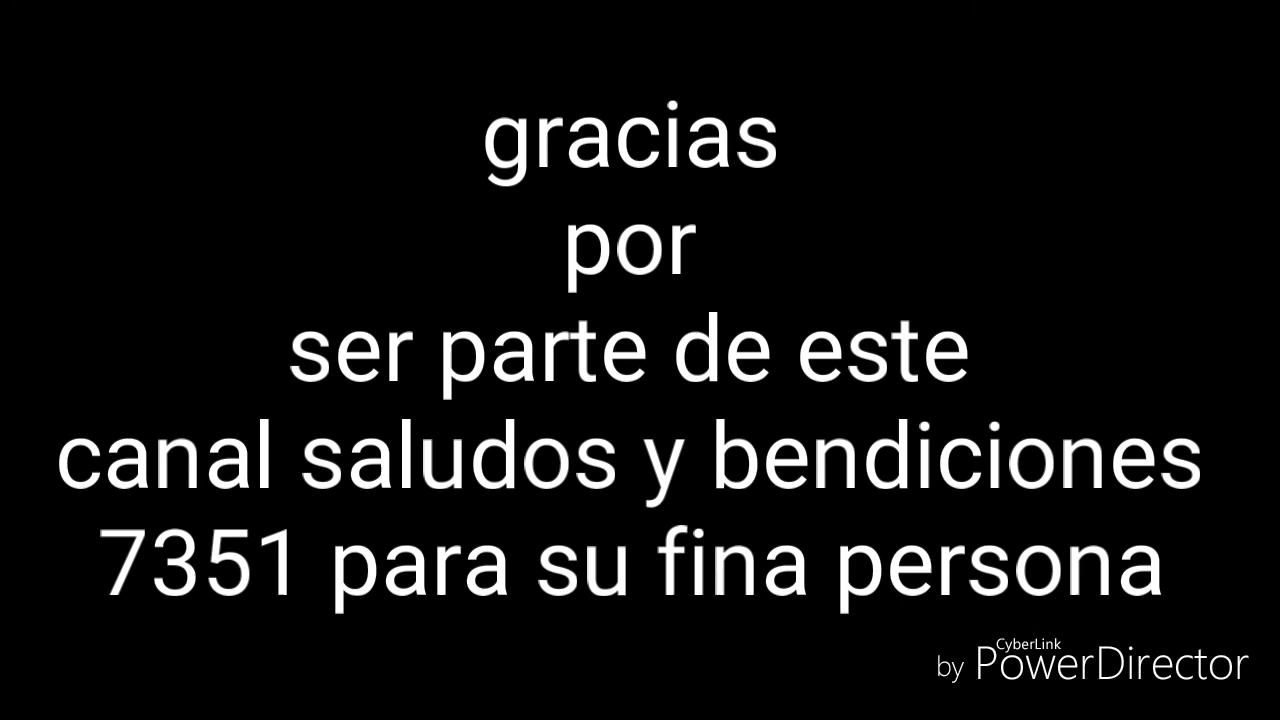 gracias
por
ser parte de este
canal saludos y bendiciones
7351 para su fina persona
CyberLink
by PowerDirector